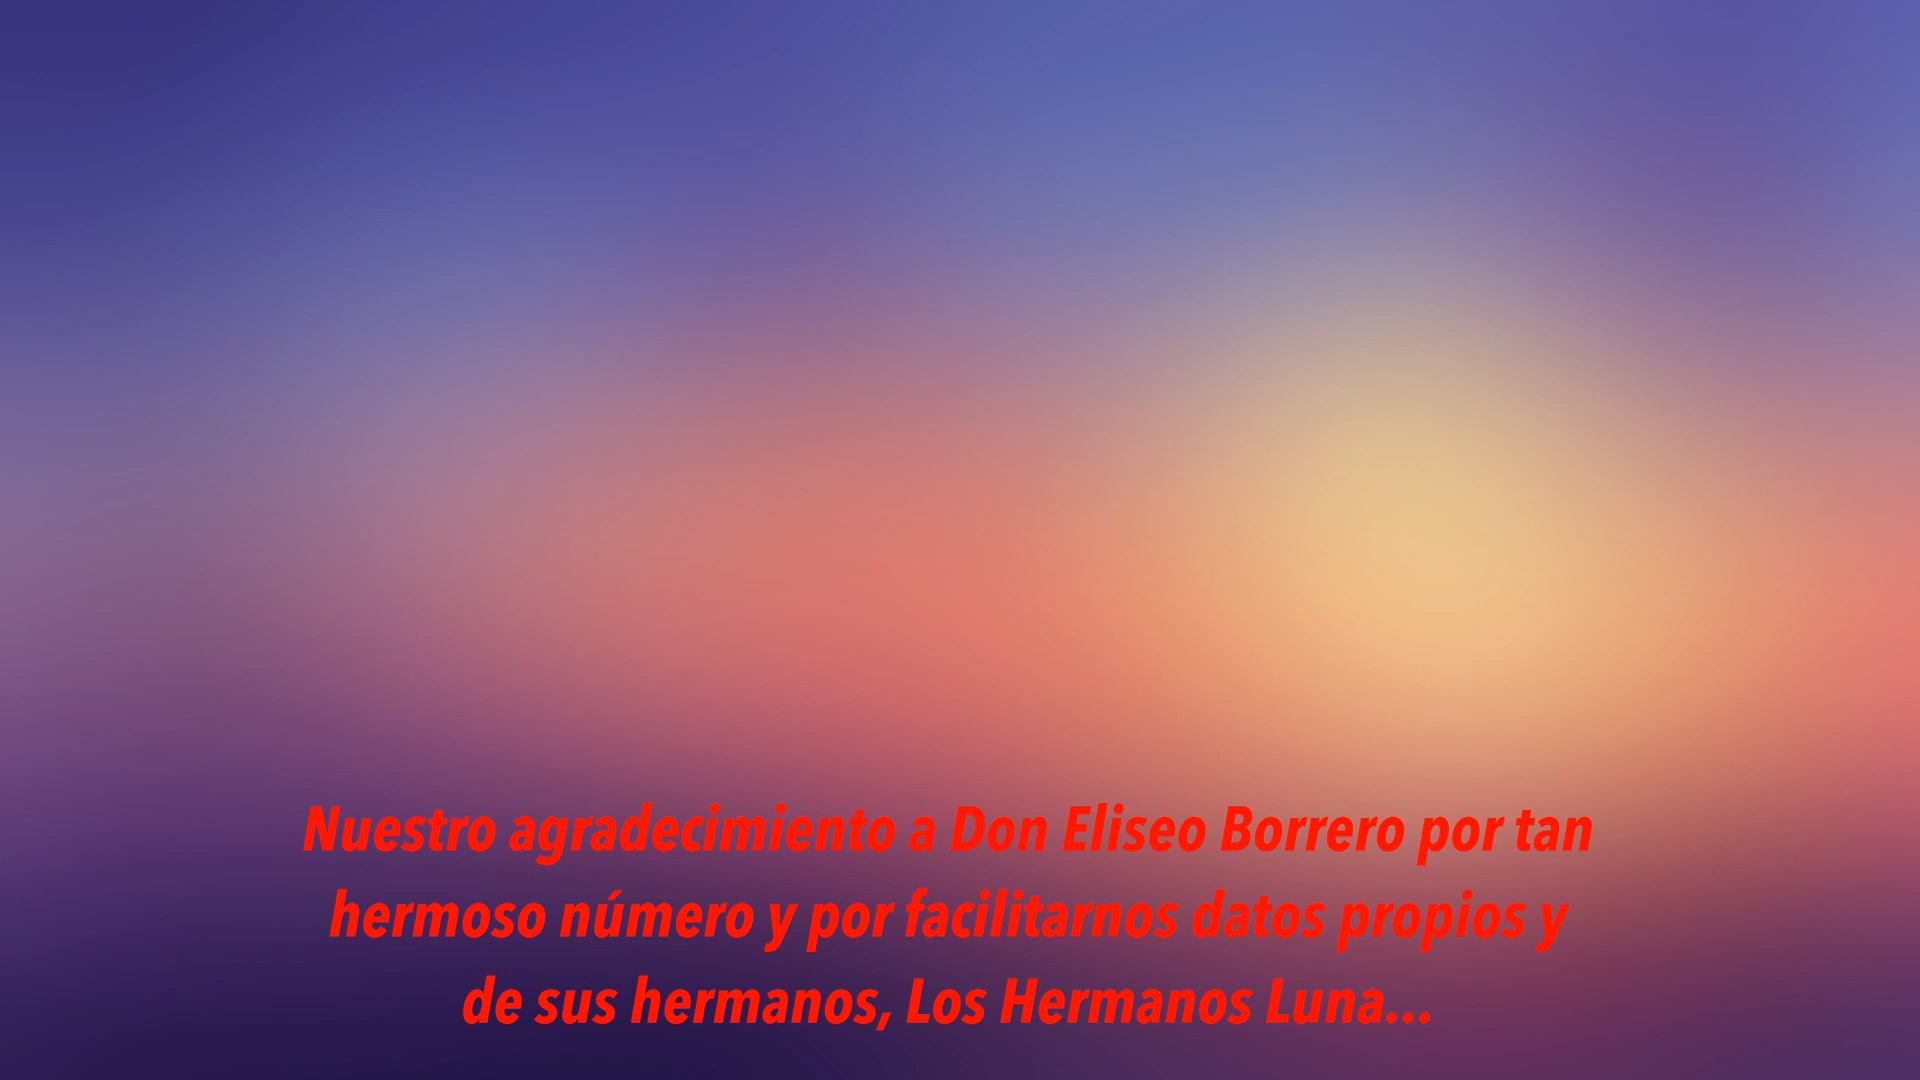 Nuestro agradecimiento a Don Eliseo Borrero por tan
hermoso número y por facilitarnos datos propios y
de sus hermanos, Los Hermanos Luna...